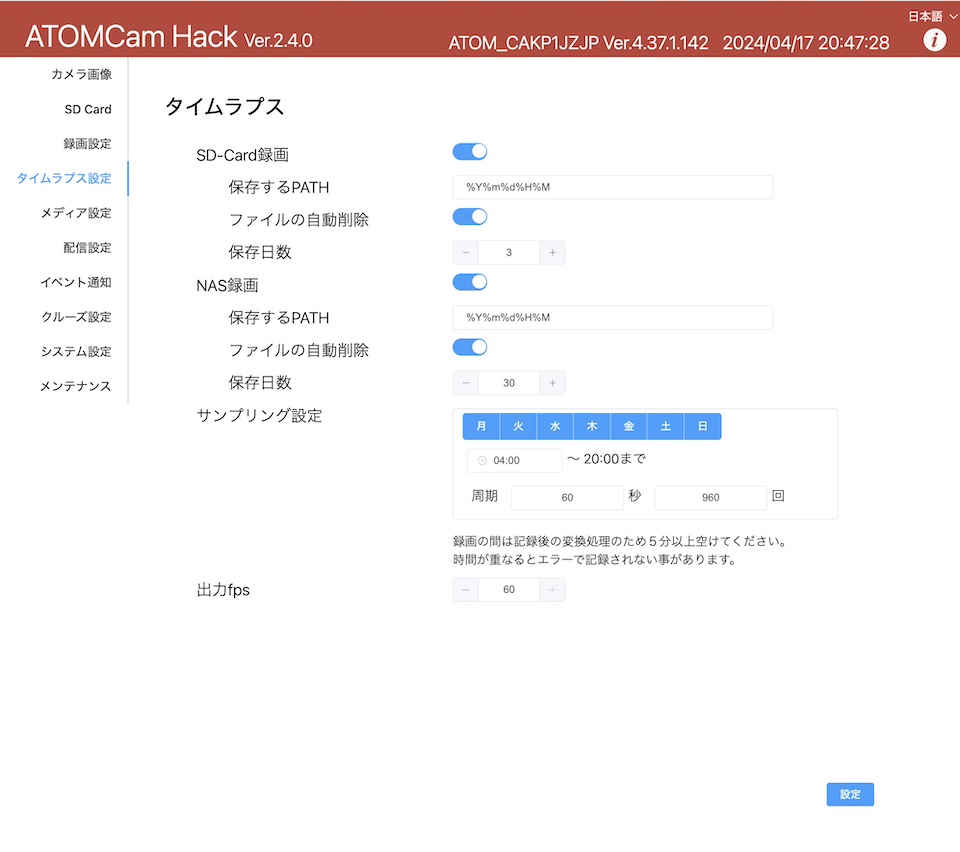 日本語
ATOMCam Hack Ver.2.4.0
ATOM_CAKP1JZJP Ver.4.37.1.142 2024/04/17 20:47:28
i
カメラ画像
SD Card
録画設定
タイムラプス設定
メディア設定
配信設定
イベント通知
クルーズ設定
システム設定
メンテナンス
タイムラプス
SD-Card録画
保存するPATH %Y%m%d%H%M
ファイルの自動削除
保存日数 − 3 +
NAS録画
保存するPATH %Y%m%d%H%M
ファイルの自動削除
保存日数 − 30 +
サンプリング設定
月 火 水 木 金 土 日
04:00 〜 20:00まで
周期 60 秒 960 回
録画の間は記録後の変換処理のため５分以上空けてください。
時間が重なるとエラーで記録されない事があります。
出力fps − 60 +
設定